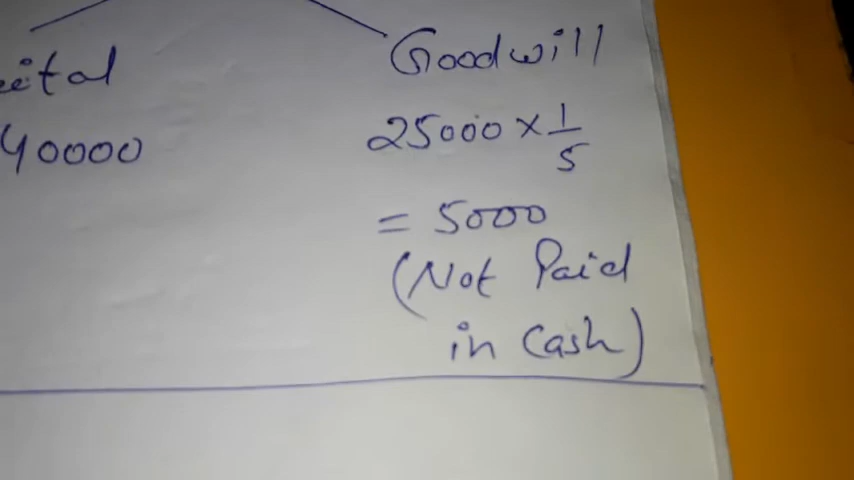 Goodwill
40000
25000 × 1/5
= 5000
(Not Paid
in Cash)